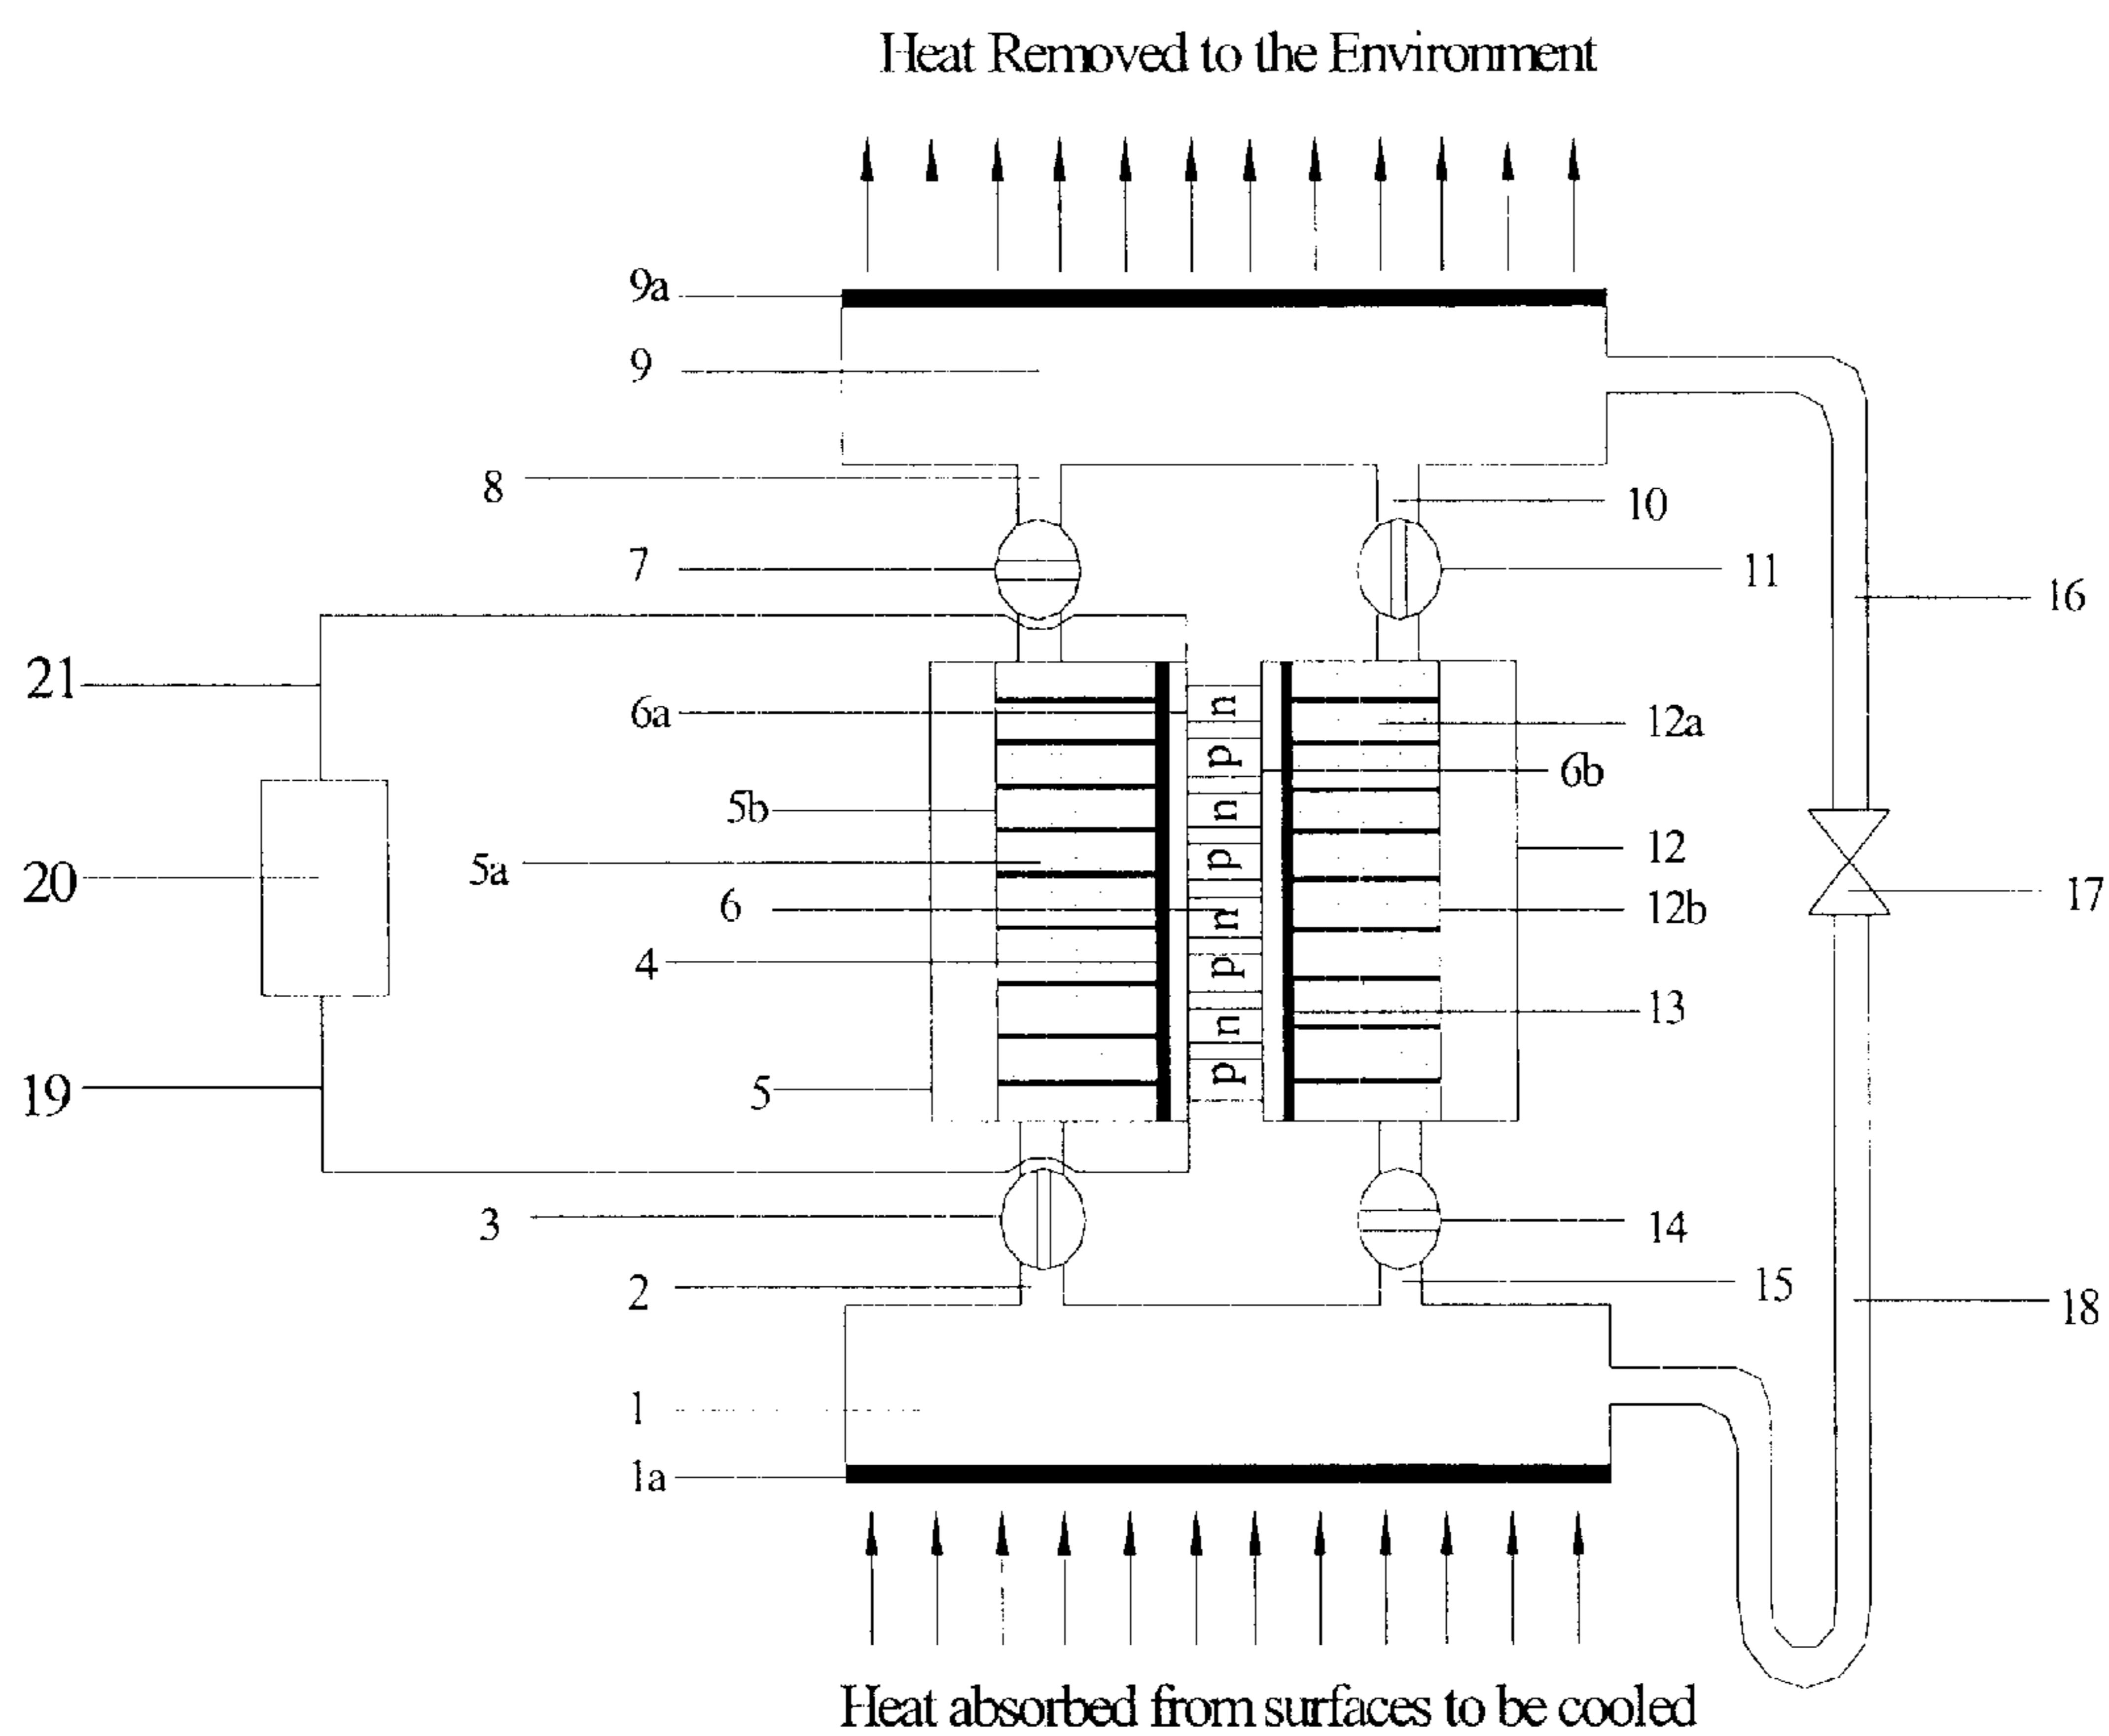 Heat Removed to the Environment
9a
9
8
10
7
11
16
21
6a
n
12a
p
6b
5b
n
12
5a
p
20
17
6
n
12b
4
p
13
n
19
5
p
3
14
2
15
18
1
1a
Heat absorbed from surfaces to be cooled